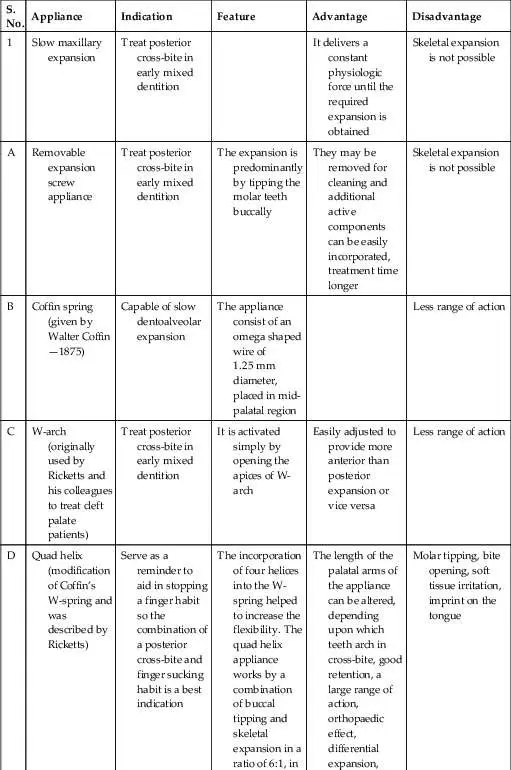 S. No. Appliance Indication Feature Advantage Disadvantage
1
Slow maxillary
expansion
Treat posterior
cross-bite in
early mixed
dentition
It delivers a
constant
physiologic
force until the
required
expansion is
obtained
Skeletal expansion
is not possible
A
Removable
expansion
screw
appliance
Treat posterior
cross-bite in
early mixed
dentition
The expansion is
predominantly
by tipping the
molar teeth
buccally
They may be
removed for
cleaning and
additional
active
components
can be easily
incorporated,
treatment time
longer
Skeletal expansion
is not possible
B
Coffin spring
(given by
Walter Coffin
—1875)
Capable of slow
dentoalveolar
expansion
The appliance
consist of an
omega shaped
wire of
1.25 mm
diameter,
placed in mid-
palatal region
Less range of action
C
W-arch
(originally
used by
Ricketts and
his colleagues
to treat cleft
palate
patients)
Treat posterior
cross-bite in
early mixed
dentition
It is activated
simply by
opening the
apices of W-
arch
Easily adjusted to
provide more
anterior than
posterior
expansion or
vice versa
Less range of action
D
Quad helix
(modification
of Coffin's
W-spring and
was
described by
Ricketts)
Serve as a
reminder to
aid in stopping
a finger habit
so the
combination of
a posterior
cross-bite and
finger sucking
habit is a best
indication
The incorporation
of four helices
into the W-
spring helped
to increase the
flexibility. The
quad helix
appliance
works by a
combination
of buccal
tipping and
skeletal
expansion in a
ratio of 6:1, in
The length of the
palatal arms of
the appliance
can be altered,
depending
upon which
teeth arch in
cross-bite, good
retention, a
large range of
action,
orthopaedic
effect,
differential
expansion,
Molar tipping, bite
opening, soft
tissue irritation,
imprint on the
tongue